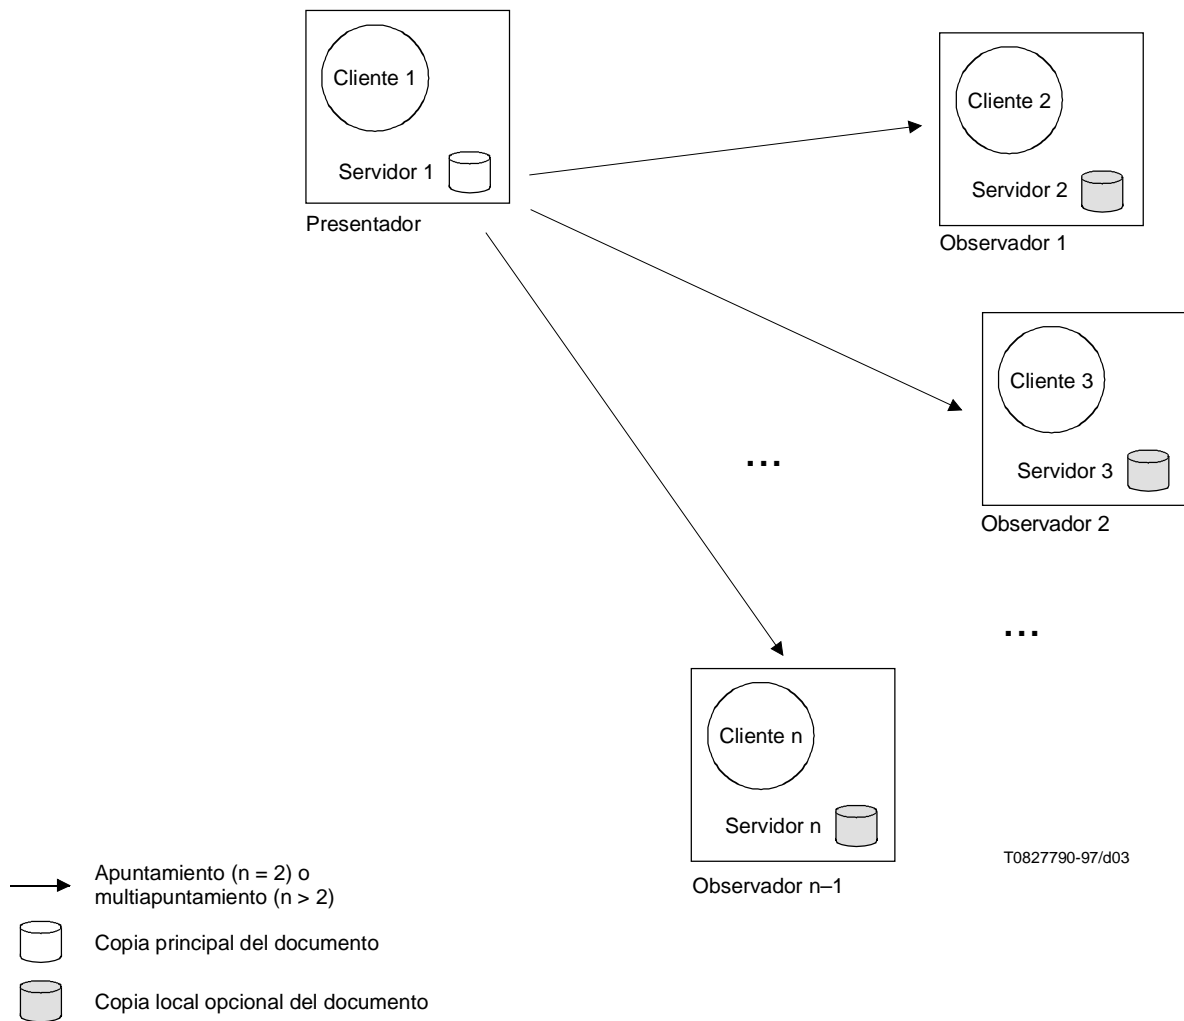 Cliente 1
Servidor 1
Presentador
Cliente 2
Servidor 2
Observador 1
Cliente 3
Servidor 3
Observador 2
...
...
Cliente n
Servidor n
Observador n–1
T0827790-97/d03
Apuntamiento (n = 2) o
multiapuntamiento (n > 2)
Copia principal del documento
Copia local opcional del documento